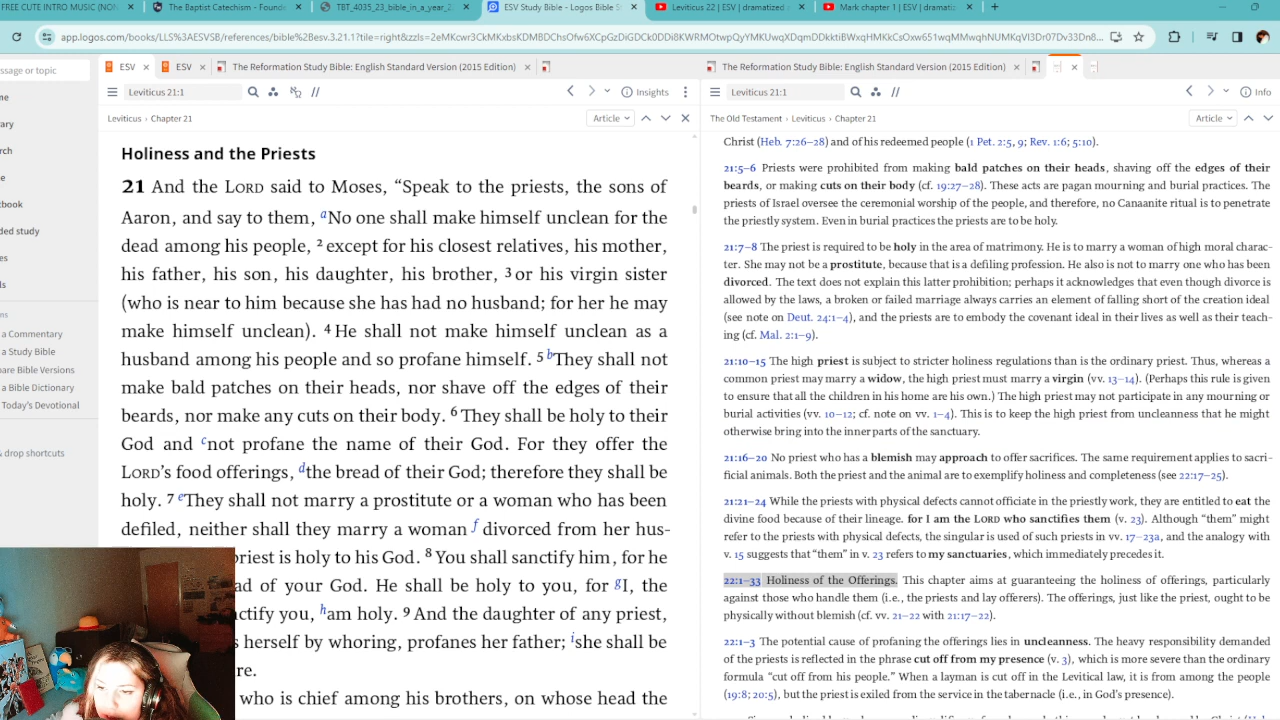 FREE CUTE INTRO MUSIC (NON
The Baptist Catechism - Founde
TBT_4035_23_bible_in_a_year_2
ESV Study Bible - Logos Bible S
Leviticus 22 | ESV | dramatized
Mark chapter 1 | ESV | dramatiz
ssage or topic
ESV
ESV
The Reformation Study Bible: English Standard Version (2015 Edition)
The Reformation Study Bible: English Standard Version (2015 Edition)
Leviticus 21:1
Insights
Leviticus 21:1
Info
Leviticus › Chapter 21
Article
The Old Testament › Leviticus › Chapter 21
Article
me
ary
rch
e
tbook
ded study
es
ls
ns
a Commentary
a Study Bible
pare Bible Versions
a Bible Dictionary
Today's Devotional
& drop shortcuts
Holiness and the Priests
21 And the LORD said to Moses, “Speak to the priests, the sons of
Aaron, and say to them, aNo one shall make himself unclean for the
dead among his people, 2 except for his closest relatives, his mother,
his father, his son, his daughter, his brother, 3 or his virgin sister
(who is near to him because she has had no husband; for her he may
make himself unclean). 4 He shall not make himself unclean as a
husband among his people and so profane himself. 5 bThey shall not
make bald patches on their heads, nor shave off the edges of their
beards, nor make any cuts on their body. 6 They shall be holy to their
God and cnot profane the name of their God. For they offer the
LORD’s food offerings, dthe bread of their God; therefore they shall be
holy. 7 eThey shall not marry a prostitute or a woman who has been
defiled, neither shall they marry a woman f divorced from her hus-
priest is holy to his God. 8 You shall sanctify him, for he
ad of your God. He shall be holy to you, for gI, the
ctify you, ham holy. 9 And the daughter of any priest,
s herself by whoring, profanes her father; ishe shall be
re.
who is chief among his brothers, on whose head the
Christ (Heb. 7:26–28) and of his redeemed people (1 Pet. 2:5, 9; Rev. 1:6; 5:10).
21:5–6 Priests were prohibited from making bald patches on their heads, shaving off the edges of their
beards, or making cuts on their body (cf. 19:27–28). These acts are pagan mourning and burial practices. The
priests of Israel oversee the ceremonial worship of the people, and therefore, no Canaanite ritual is to penetrate
the priestly system. Even in burial practices the priests are to be holy.
21:7–8 The priest is required to be holy in the area of matrimony. He is to marry a woman of high moral charac-
ter. She may not be a prostitute, because that is a defiling profession. He also is not to marry one who has been
divorced. The text does not explain this latter prohibition; perhaps it acknowledges that even though divorce is
allowed by the laws, a broken or failed marriage always carries an element of falling short of the creation ideal
(see note on Deut. 24:1–4), and the priests are to embody the covenant ideal in their lives as well as their teach-
ing (cf. Mal. 2:1–9).
21:10–15 The high priest is subject to stricter holiness regulations than is the ordinary priest. Thus, whereas a
common priest may marry a widow, the high priest must marry a virgin (vv. 13–14). (Perhaps this rule is given
to ensure that all the children in his home are his own.) The high priest may not participate in any mourning or
burial activities (vv. 10–12; cf. note on vv. 1–4). This is to keep the high priest from uncleanness that he might
otherwise bring into the inner parts of the sanctuary.
21:16–20 No priest who has a blemish may approach to offer sacrifices. The same requirement applies to sacri-
ficial animals. Both the priest and the animal are to exemplify holiness and completeness (see 22:17–25).
21:21–24 While the priests with physical defects cannot officiate in the priestly work, they are entitled to eat the
divine food because of their lineage. for I am the LORD who sanctifies them (v. 23). Although “them” might
refer to the priests with physical defects, the singular is used of such priests in vv. 17–23a, and the analogy with
v. 15 suggests that “them” in v. 23 refers to my sanctuaries, which immediately precedes it.
22:1–33 Holiness of the Offerings. This chapter aims at guaranteeing the holiness of offerings, particularly
against those who handle them (i.e., the priests and lay offerers). The offerings, just like the priest, ought to be
physically without blemish (cf. vv. 21–22 with 21:17–22).
22:1–3 The potential cause of profaning the offerings lies in uncleanness. The heavy responsibility demanded
of the priests is reflected in the phrase cut off from my presence (v. 3), which is more severe than the ordinary
formula “cut off from his people.” When a layman is cut off in the Levitical law, it is from among the people
(19:8; 20:5), but the priest is exiled from the service in the tabernacle (i.e., in God’s presence).